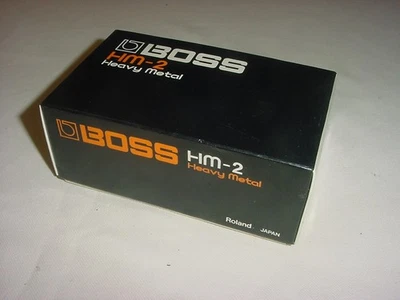 BOSS
HM-2
Heavy Metal
BOSS HM-2
Heavy Metal
Roland JAPAN